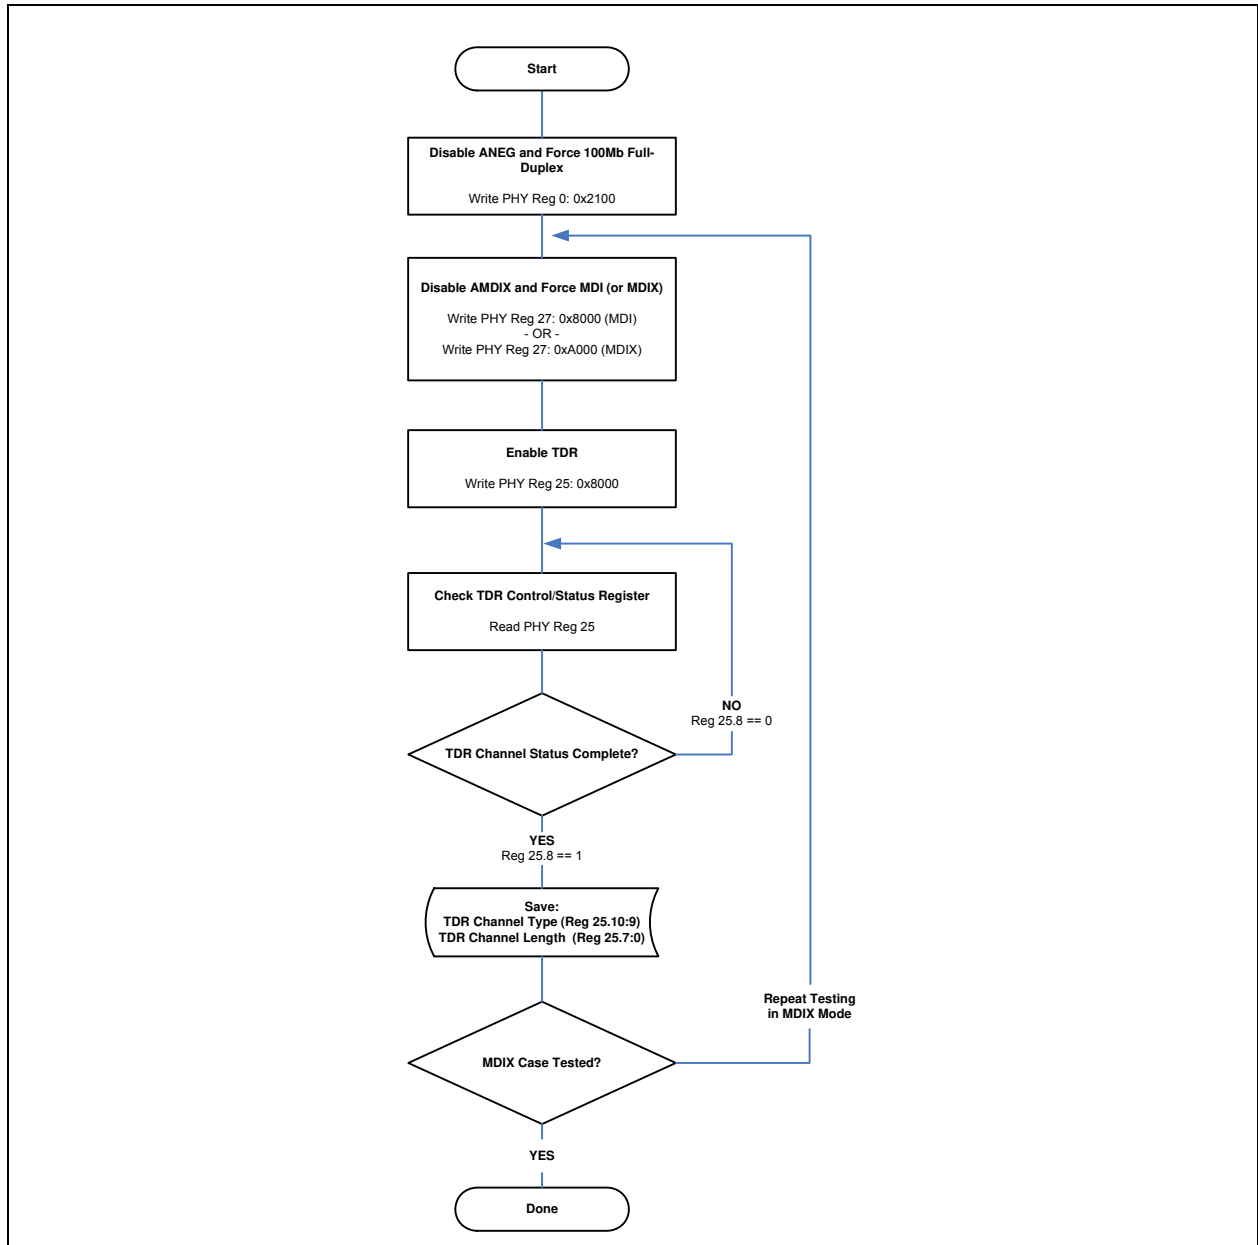 Start
Disable ANEG and Force 100Mb Full-
Duplex
Write PHY Reg 0: 0x2100
Disable AMDIX and Force MDI (or MDIX)
Write PHY Reg 27: 0x8000 (MDI)
- OR -
Write PHY Reg 27: 0xA000 (MDIX)
Enable TDR
Write PHY Reg 25: 0x8000
Check TDR Control/Status Register
Read PHY Reg 25
NO
Reg 25.8 == 0
TDR Channel Status Complete?
YES
Reg 25.8 == 1
Save:
TDR Channel Type (Reg 25.10:9)
TDR Channel Length (Reg 25.7:0)
Repeat Testing
in MDIX Mode
MDIX Case Tested?
YES
Done